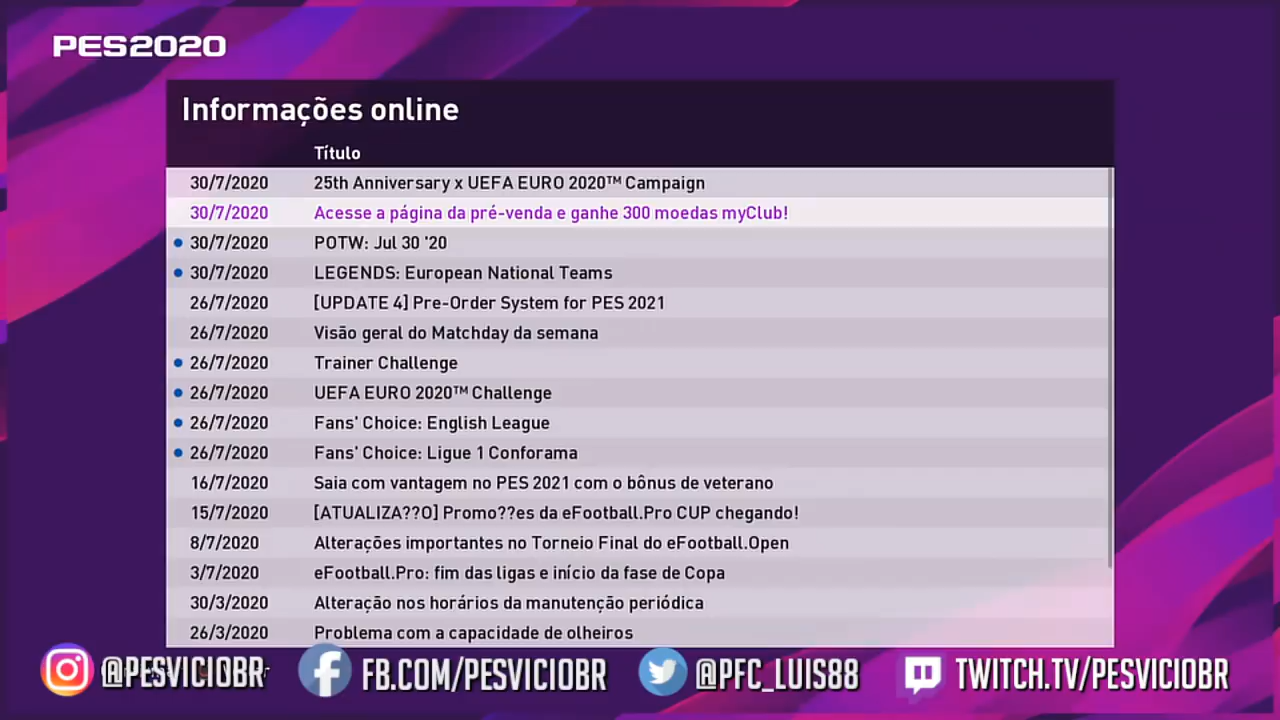 PES2020
Informações online
Título
30/7/2020 25th Anniversary x UEFA EURO 2020™ Campaign
30/7/2020 Acesse a página da pré-venda e ganhe 300 moedas myClub!
30/7/2020 POTW: Jul 30 '20
30/7/2020 LEGENDS: European National Teams
26/7/2020 [UPDATE 4] Pre-Order System for PES 2021
26/7/2020 Visão geral do Matchday da semana
26/7/2020 Trainer Challenge
26/7/2020 UEFA EURO 2020™ Challenge
26/7/2020 Fans' Choice: English League
26/7/2020 Fans' Choice: Ligue 1 Conforama
16/7/2020 Saia com vantagem no PES 2021 com o bônus de veterano
15/7/2020 [ATUALIZA??O] Promo??es da eFootball.Pro CUP chegando!
8/7/2020 Alterações importantes no Torneio Final do eFootball.Open
3/7/2020 eFootball.Pro: fim das ligas e início da fase de Copa
30/3/2020 Alteração nos horários da manutenção periódica
26/3/2020 Problema com a capacidade de olheiros
@PESVICIOBR FB.COM/PESVICIOBR @PFC_LUIS88 TWITCH.TV/PESVICIOBR